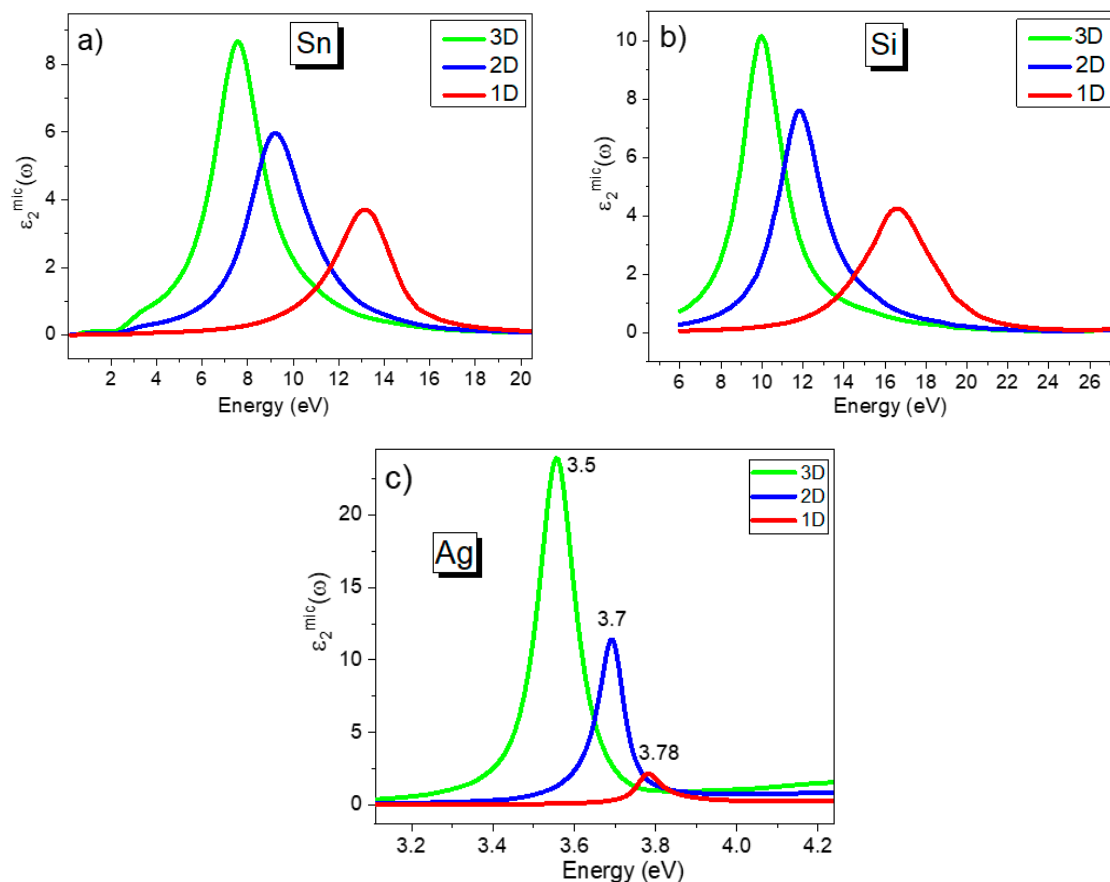 a)
Sn
3D
2D
1D
ε₂ᵐⁱᶜ(ω)
8
6
4
2
0
2 4 6 8 10 12 14 16 18 20
Energy (eV)
b)
Si
3D
2D
1D
ε₂ᵐⁱᶜ(ω)
10
8
6
4
2
0
6 8 10 12 14 16 18 20 22 24 26
Energy (eV)
c)
Ag
3D
2D
1D
3.5
3.7
3.78
ε₂ᵐⁱᶜ(ω)
20
15
10
5
0
3.2 3.4 3.6 3.8 4.0 4.2
Energy (eV)